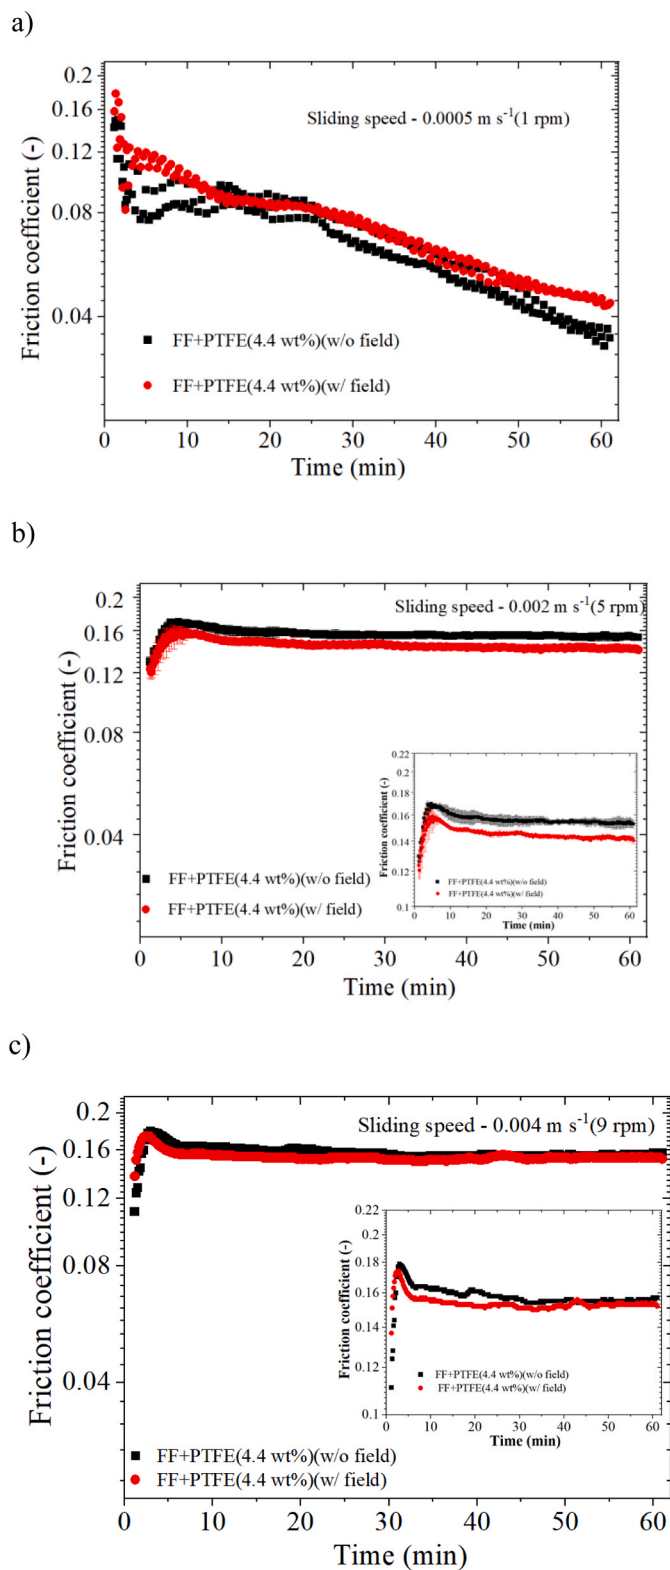 a)
0.2
0.16
0.12
0.08
0.04
Friction coefficient (-)
Sliding speed - 0.0005 m s⁻¹(1 rpm)
FF+PTFE(4.4 wt%)(w/o field)
FF+PTFE(4.4 wt%)(w/ field)
0 10 20 30 40 50 60
Time (min)
b)
0.2
0.16
0.12
0.08
0.04
Friction coefficient (-)
Sliding speed - 0.002 m s⁻¹(5 rpm)
0.22
0.2
0.18
0.16
0.14
0.12
0.1
Friction coefficient (-)
FF+PTFE(4.4 wt%)(w/o field)
FF+PTFE(4.4 wt%)(w/ field)
0 10 20 30 40 50 60
Time (min)
FF+PTFE(4.4 wt%)(w/o field)
FF+PTFE(4.4 wt%)(w/ field)
0 10 20 30 40 50 60
Time (min)
c)
0.2
0.16
0.12
0.08
0.04
Friction coefficient (-)
Sliding speed - 0.004 m s⁻¹(9 rpm)
0.22
0.2
0.18
0.16
0.14
0.12
0.1
Friction coefficient (-)
FF+PTFE(4.4 wt%)(w/o field)
FF+PTFE(4.4 wt%)(w/ field)
0 10 20 30 40 50 60
Time (min)
FF+PTFE(4.4 wt%)(w/o field)
FF+PTFE(4.4 wt%)(w/ field)
0 10 20 30 40 50 60
Time (min)